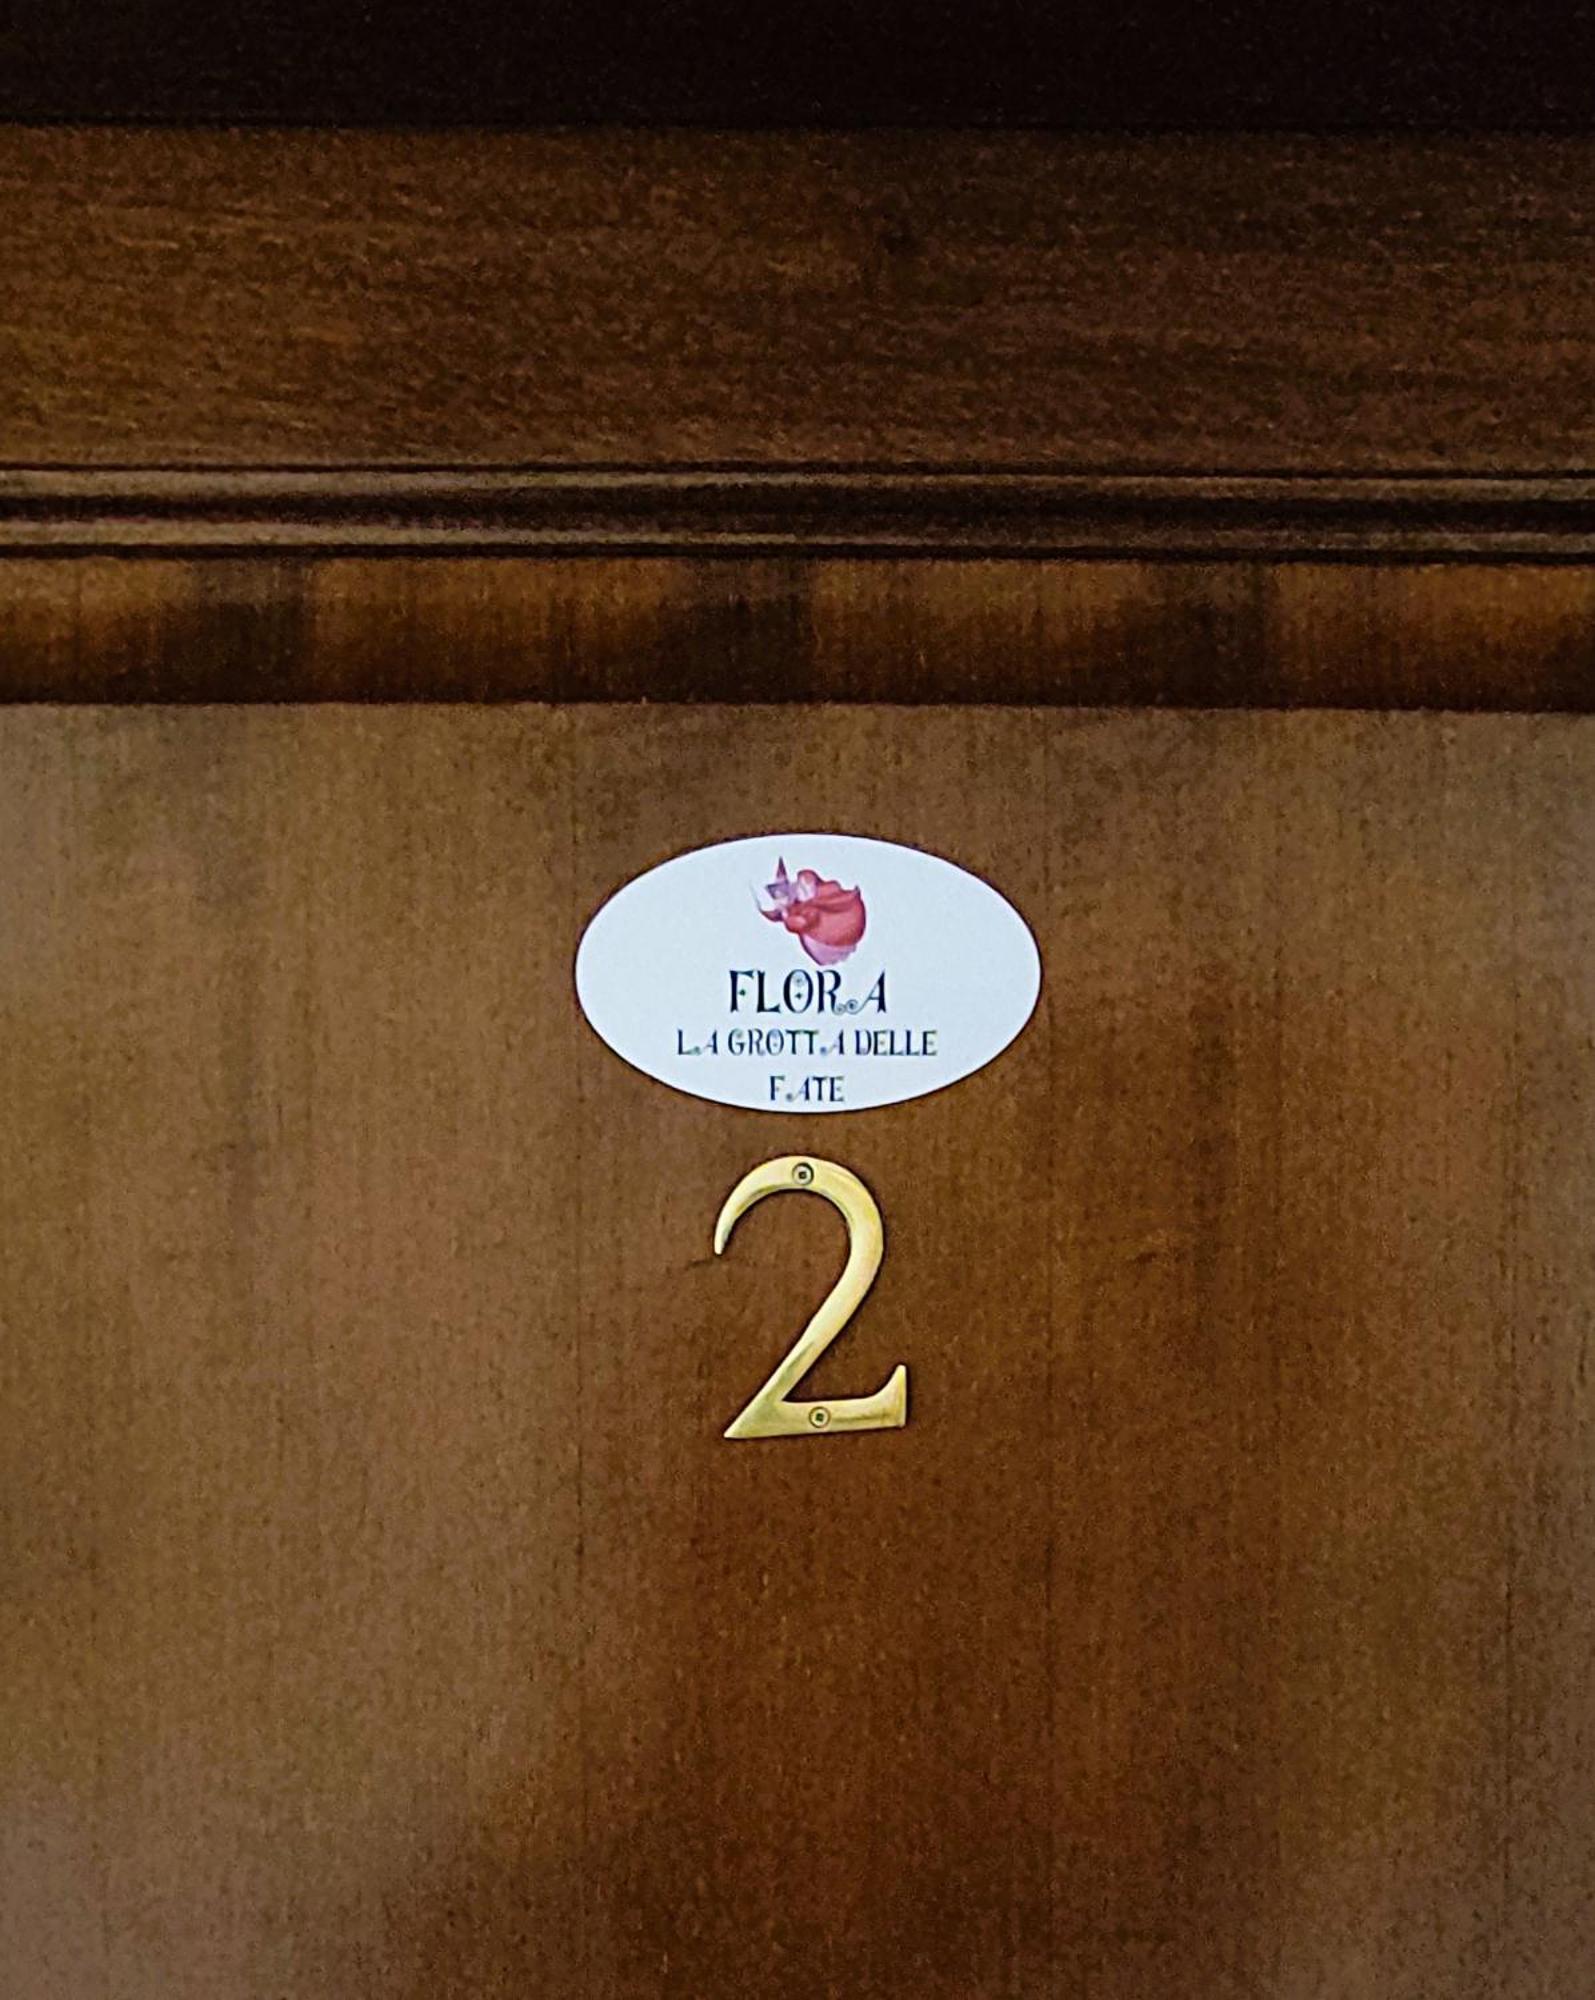 FLORA
LA GROTTA DELLE
FATE
2